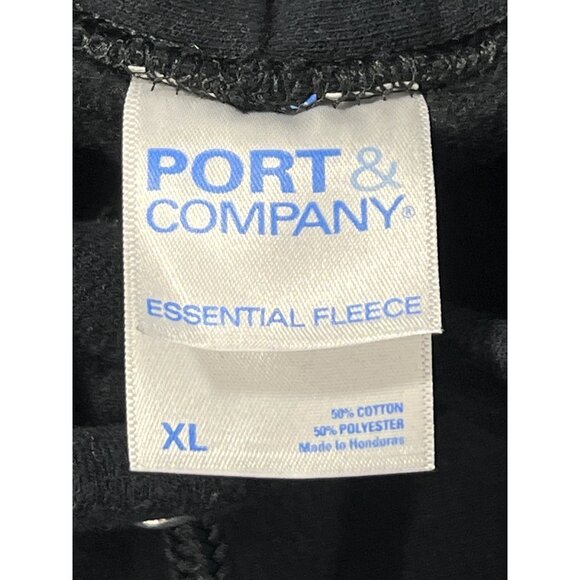 PORT &
COMPANY®
ESSENTIAL FLEECE
XL
50% COTTON
50% POLYESTER
Made in Honduras